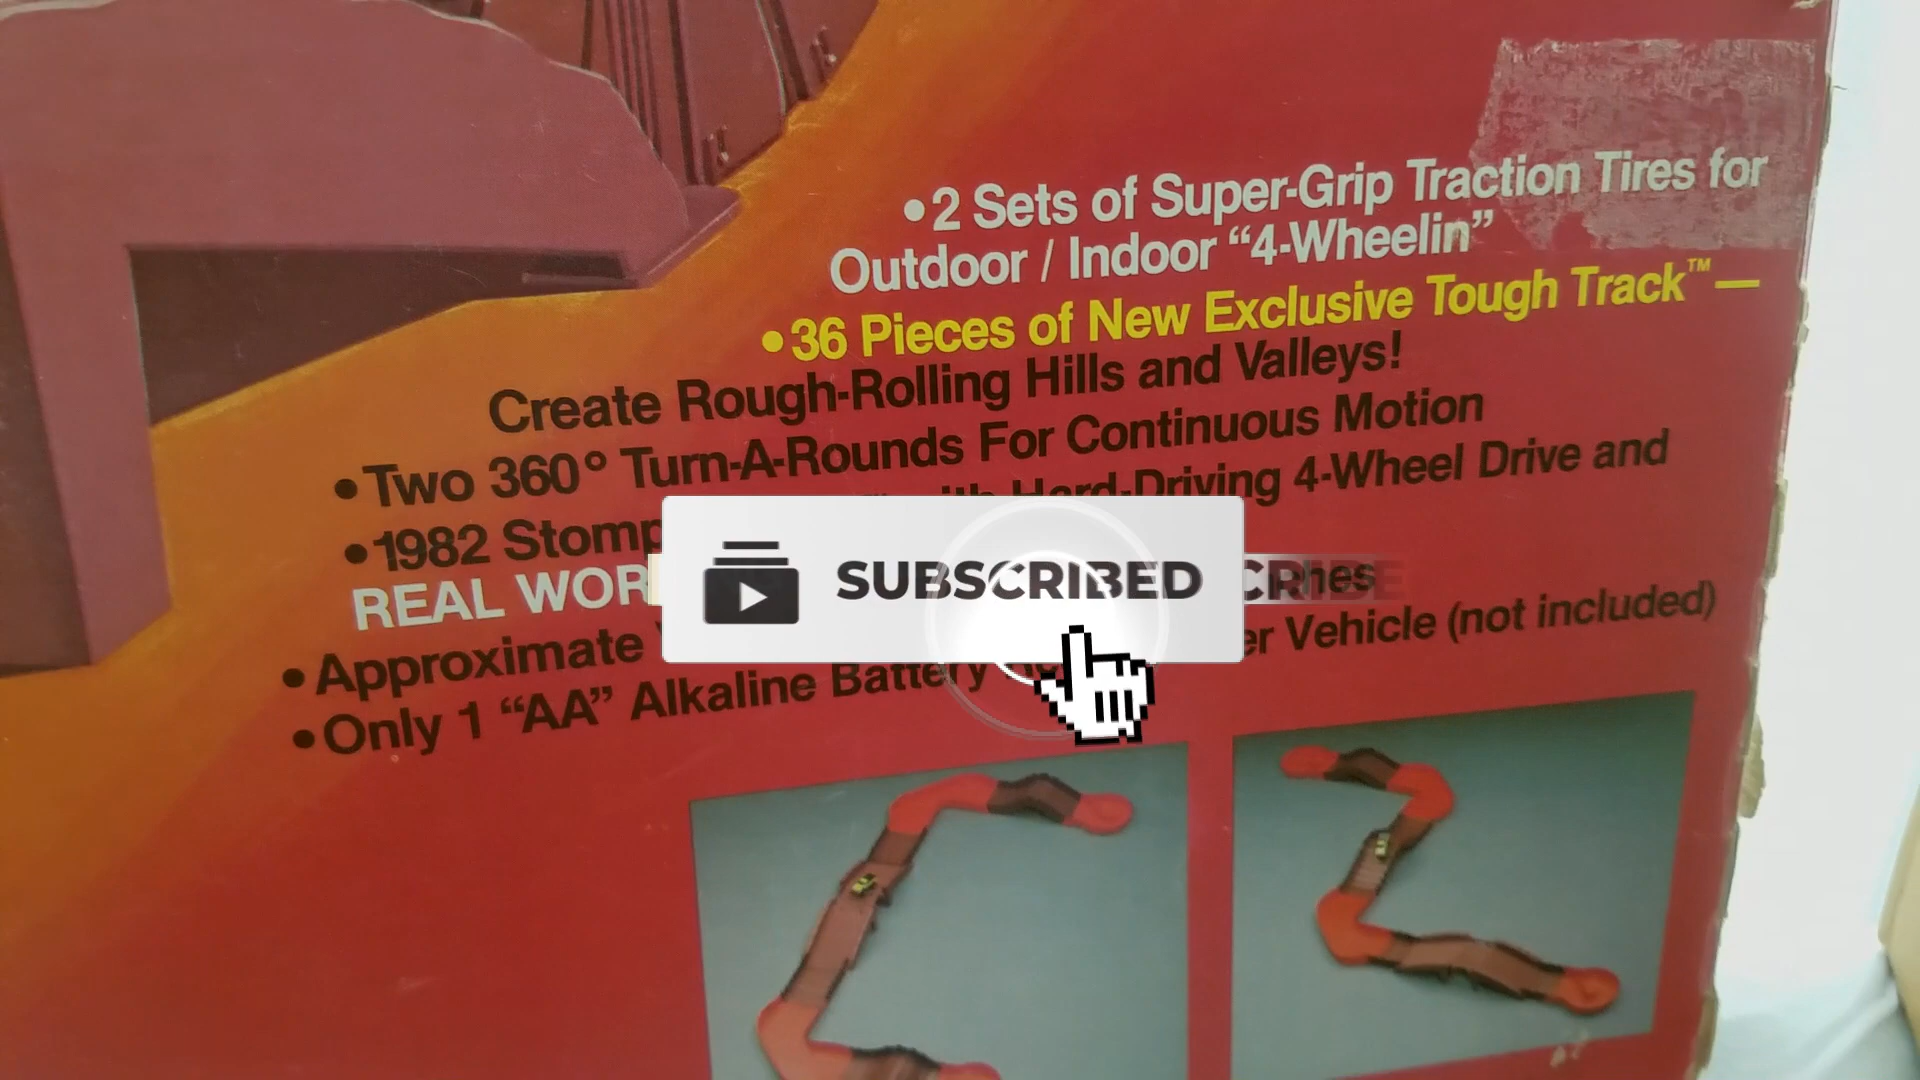 •2 Sets of Super-Grip Traction Tires for
Outdoor / Indoor “4-Wheelin”
•36 Pieces of New Exclusive Tough Track™—
Create Rough-Rolling Hills and Valleys!
•Two 360° Turn-A-Rounds For Continuous Motion
•1982 Stomp with Hard-Driving 4-Wheel Drive and
REAL WOR
•Approximate
•Only 1 “AA” Alkaline Battery Vehicle (not included)
SUBSCRIBED